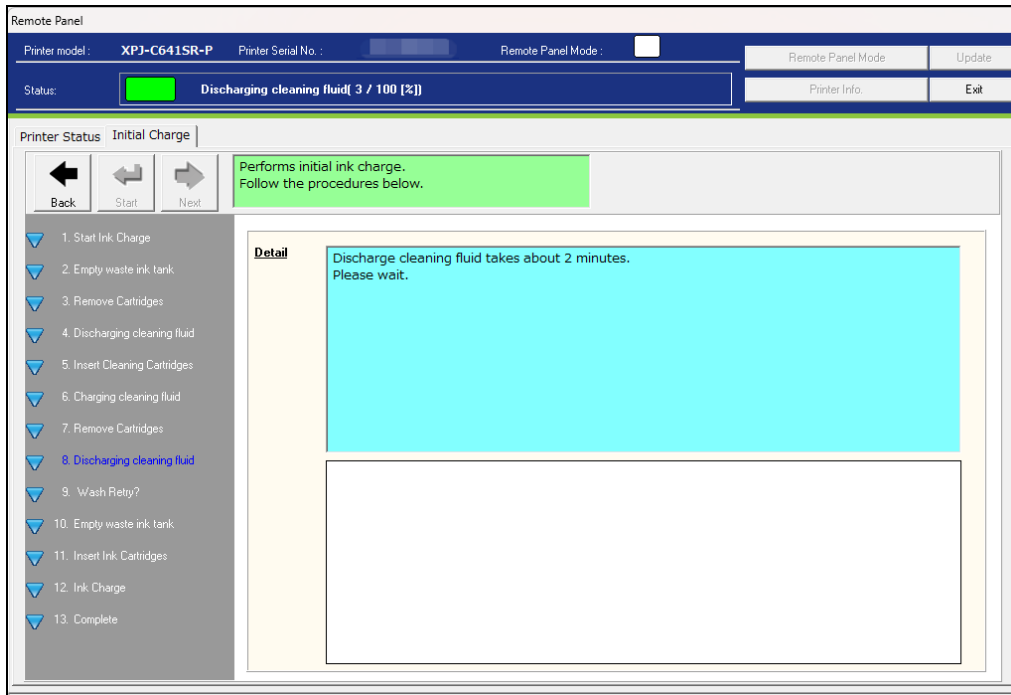 Remote Panel
Printer model : XPJ-C641SR-P Printer Serial No. : Remote Panel Mode :
Remote Panel Mode Update
Status: Discharging cleaning fluid( 3 / 100 [%])
Printer Info. Exit
Printer Status Initial Charge
Back Start Next
Performs initial ink charge.
Follow the procedures below.
1. Start Ink Charge
2. Empty waste ink tank
3. Remove Cartridges
4. Discharging cleaning fluid
5. Insert Cleaning Cartridges
6. Charging cleaning fluid
7. Remove Cartridges
8. Discharging cleaning fluid
9. Wash Retry?
10. Empty waste ink tank
11. Insert Ink Cartridges
12. Ink Charge
13. Complete
Detail
Discharge cleaning fluid takes about 2 minutes.
Please wait.